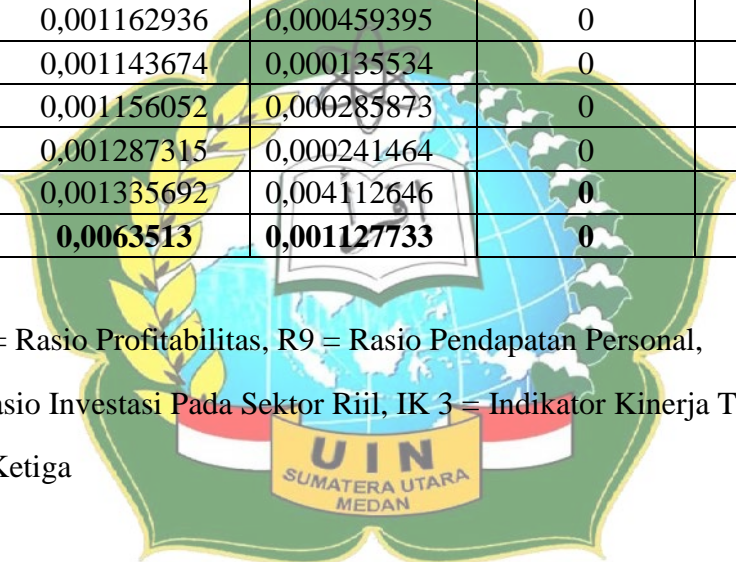 0,001162936 0,000459395 0
0,001143674 0,000135534 0
0,001156052 0,000285873 0
0,001287315 0,000241464 0
0,001335692 0,004112646 0
0,0063513 0,001127733 0
= Rasio Profitabilitas, R9 = Rasio Pendapatan Personal,
asio Investasi Pada Sektor Riil, IK 3 = Indikator Kinerja T
Ketiga
UIN
SUMATERA UTARA
MEDAN